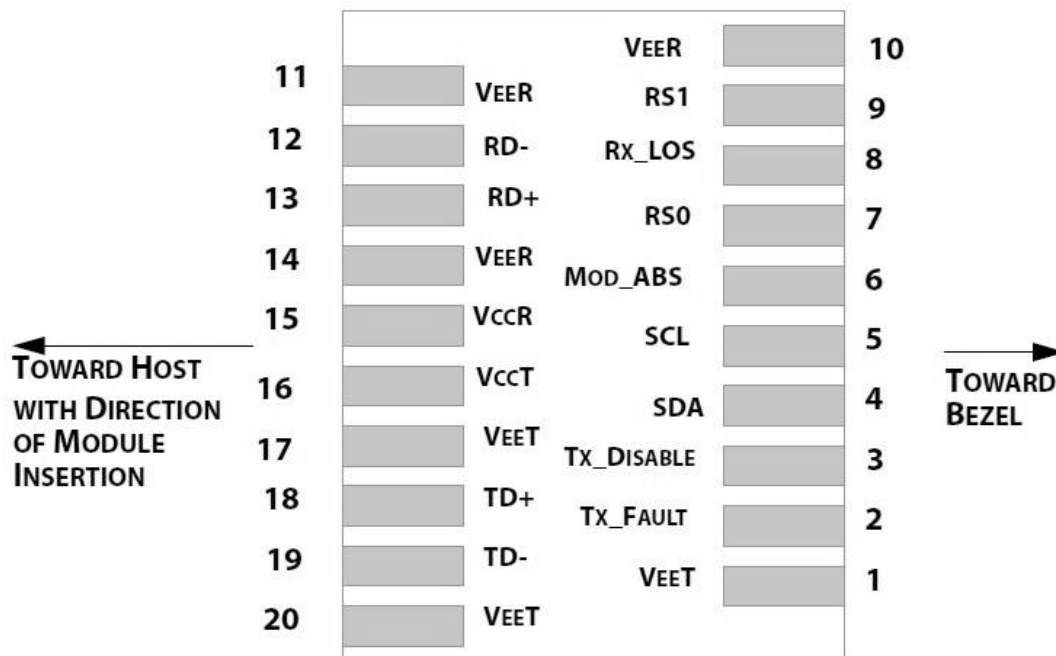 VEER 10
11 VEER
RS1 9
12 RD-
RX_LOS 8
13 RD+
RS0 7
14 VEER
MOD_ABS 6
15 VCCR
SCL 5
TOWARD HOST
WITH DIRECTION
OF MODULE
INSERTION
TOWARD
BEZEL
16 VCCT
SDA 4
17 VEET
TX_DISABLE 3
18 TD+
TX_FAULT 2
19 TD-
VEET 1
20 VEET